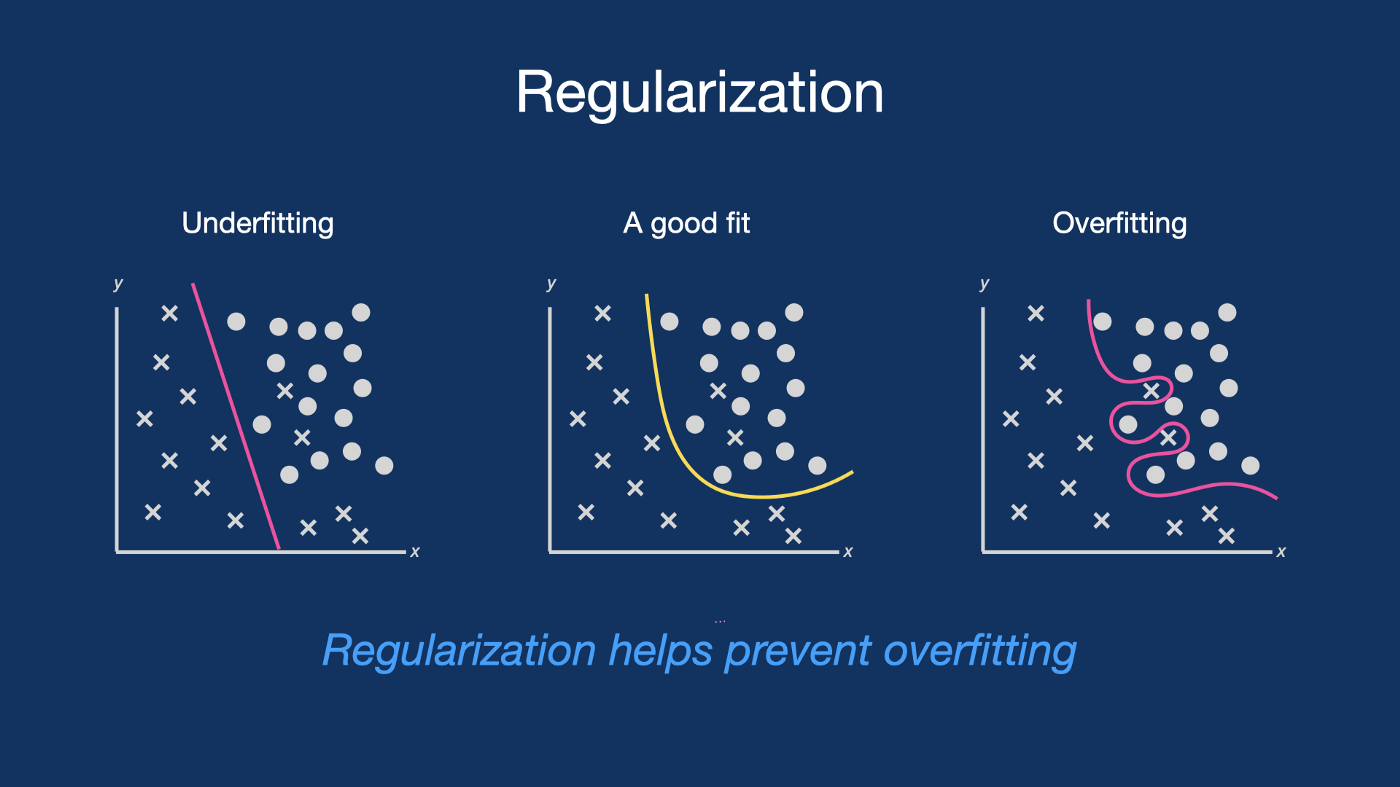 Regularization
Underfitting
A good fit
Overfitting
y
y
y
x
x
x
...
Regularization helps prevent overfitting